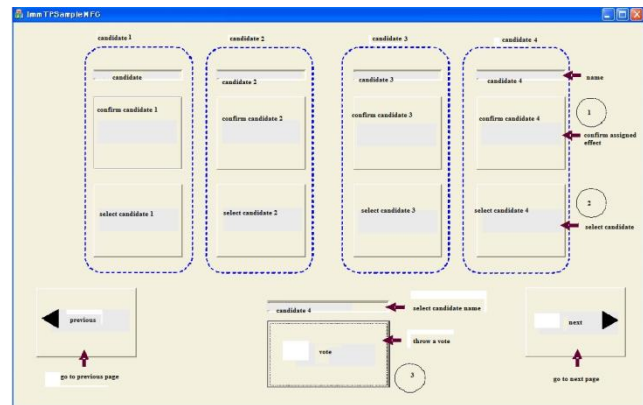 ImmTPSampleMFG
candidate 1 candidate 2 candidate 3 candidate 4
candidate candidate 2 candidate 3 candidate 4 name
confirm candidate 1 confirm candidate 2 confirm candidate 3 confirm candidate 4 1
confirm assigned
effect
select candidate 1 select candidate 2 select candidate 3 select candidate 4 2
select candidate
candidate 4 select candidate name
previous next
vote throw a vote
go to previous page 3 go to next page